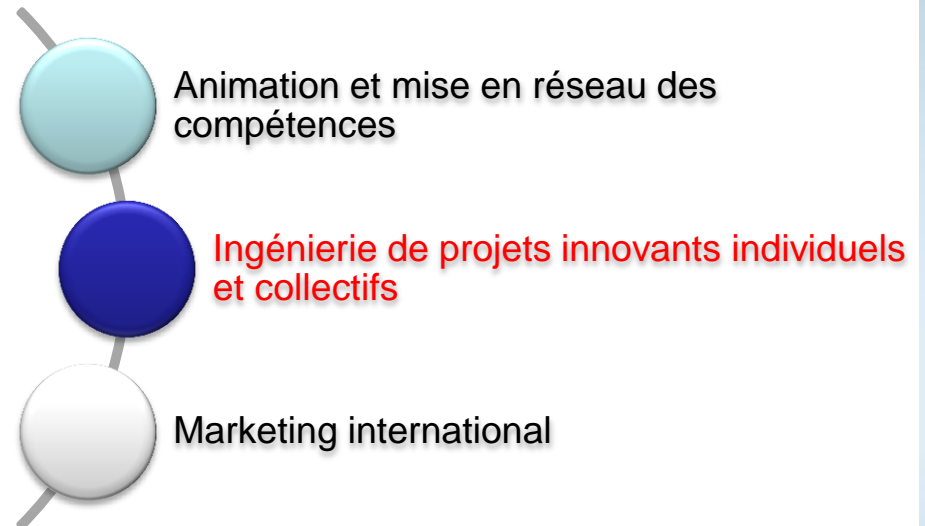 Animation et mise en réseau des
compétences
Ingénierie de projets innovants individuels
et collectifs
Marketing international